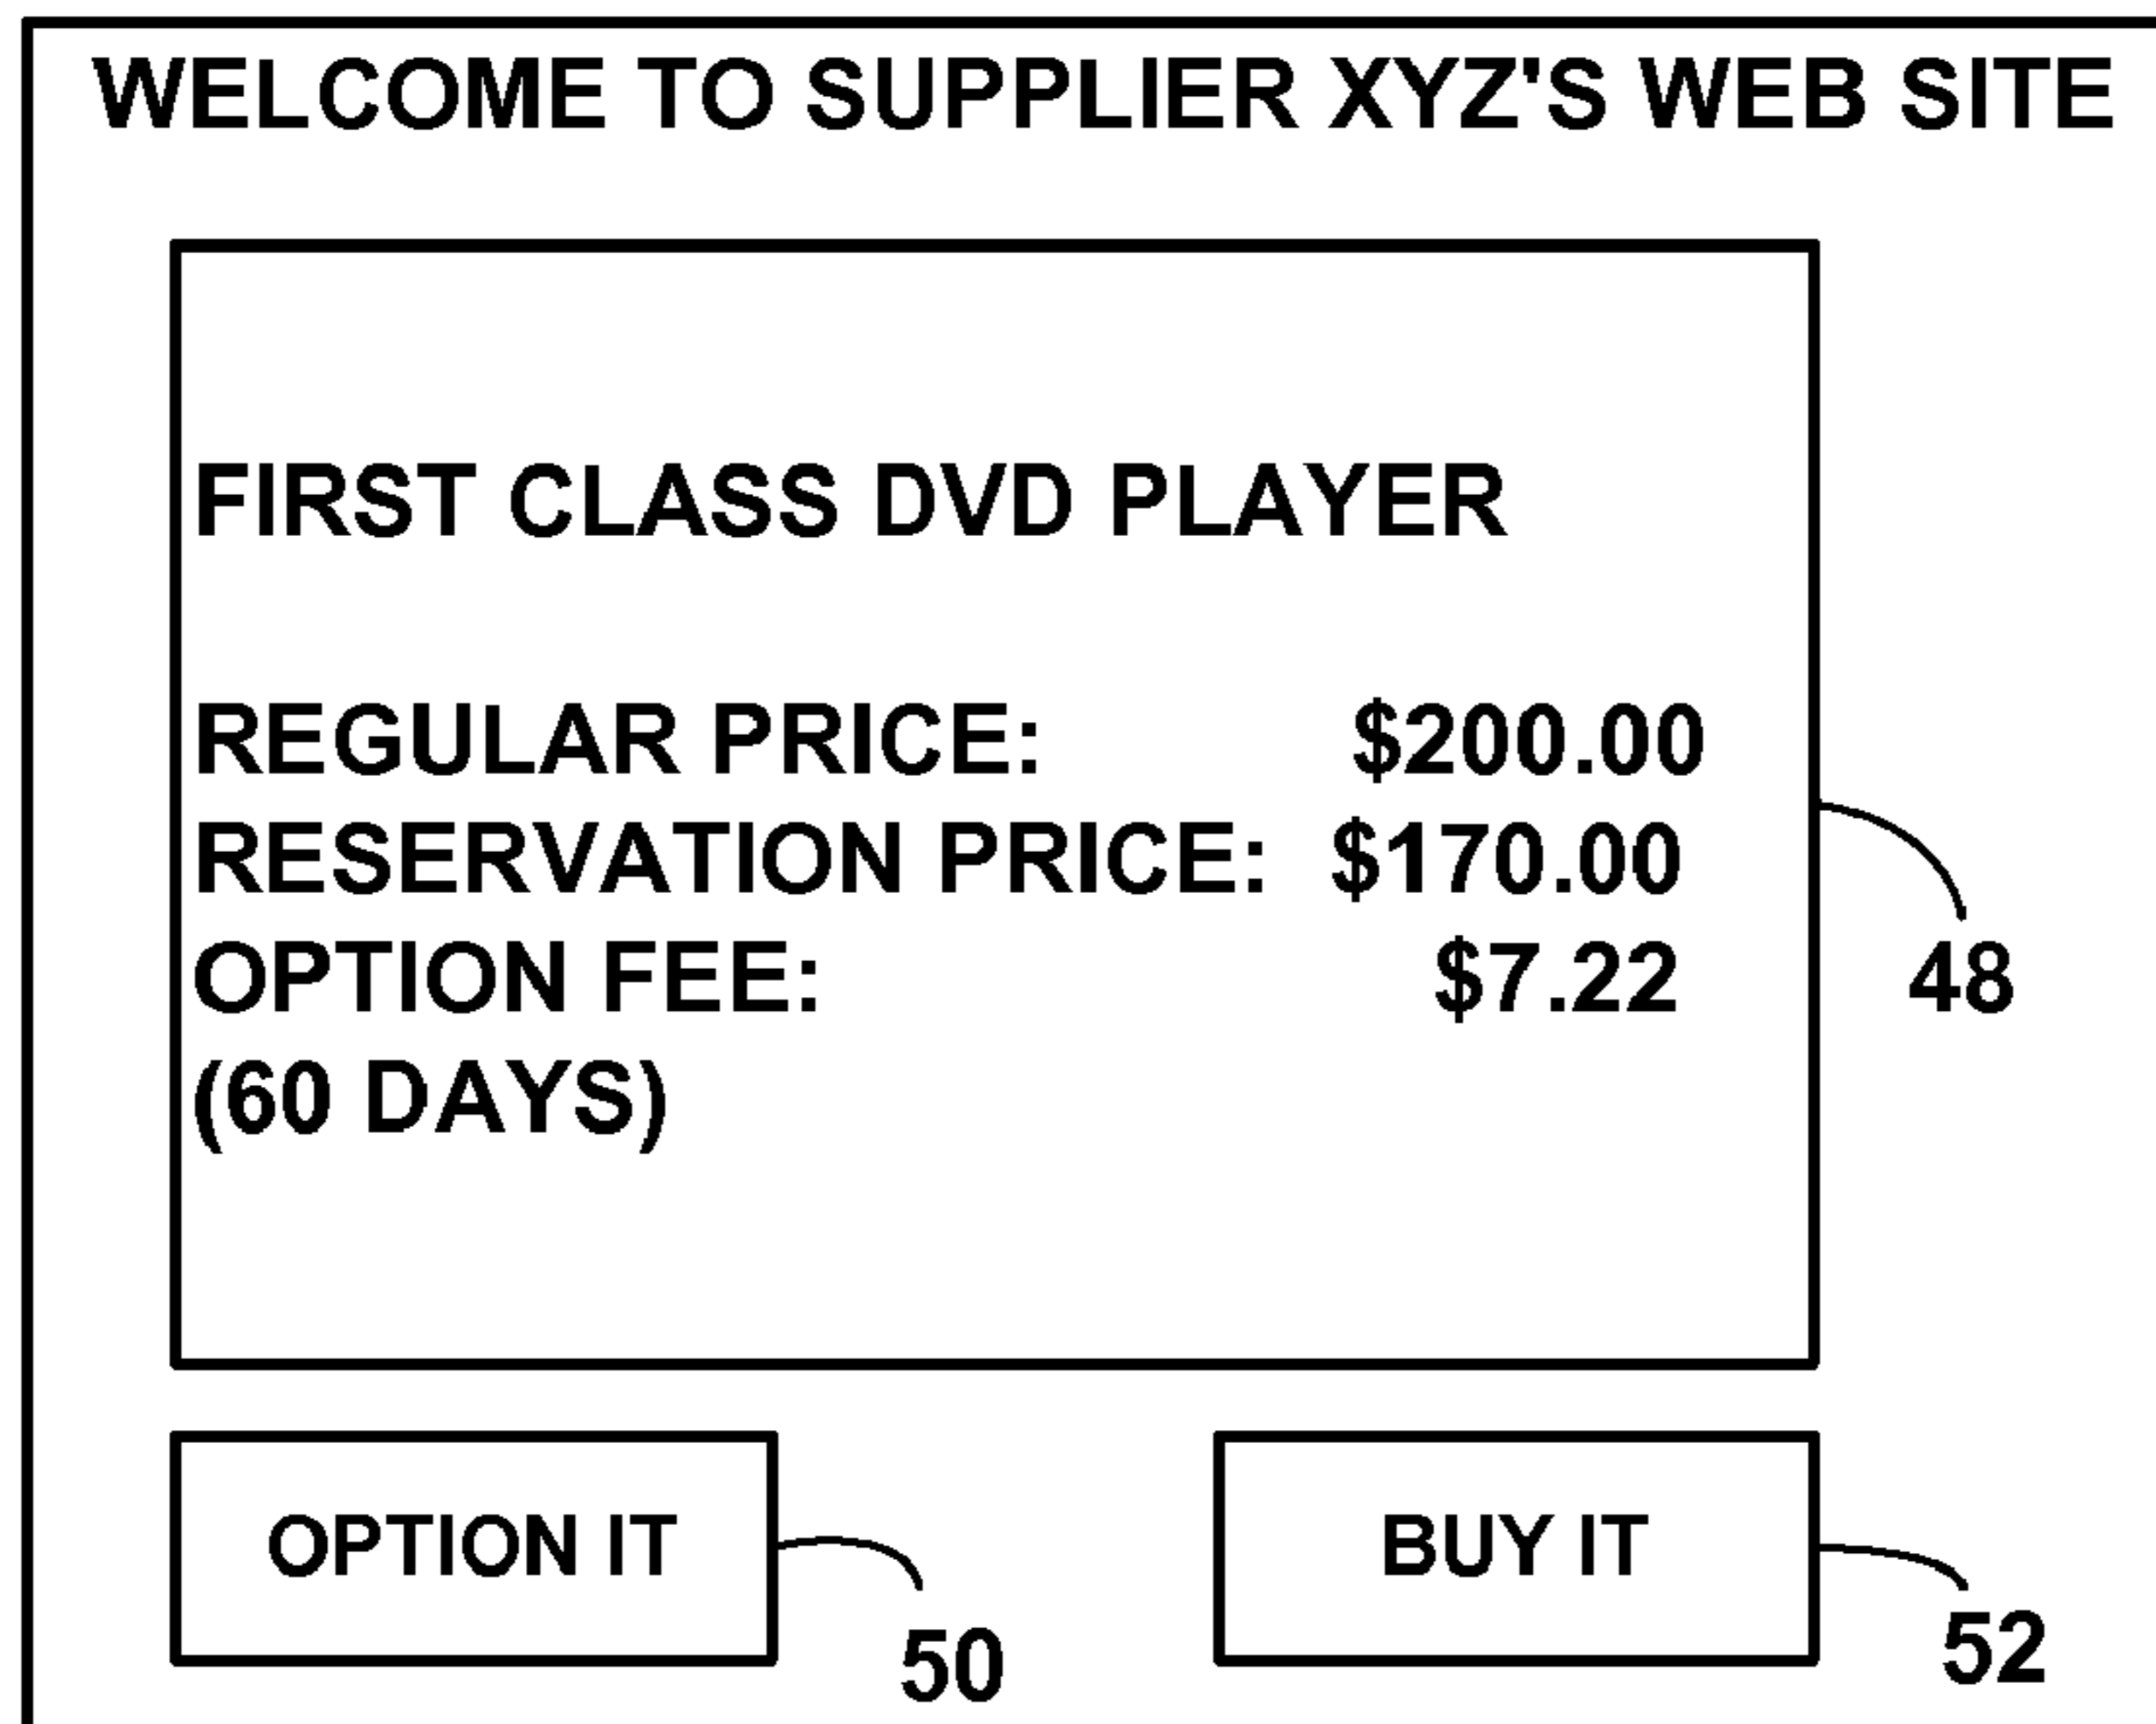 WELCOME TO SUPPLIER XYZ'S WEB SITE
FIRST CLASS DVD PLAYER
REGULAR PRICE: $200.00
RESERVATION PRICE: $170.00
OPTION FEE: $7.22
(60 DAYS)
48
OPTION IT
50
BUY IT
52